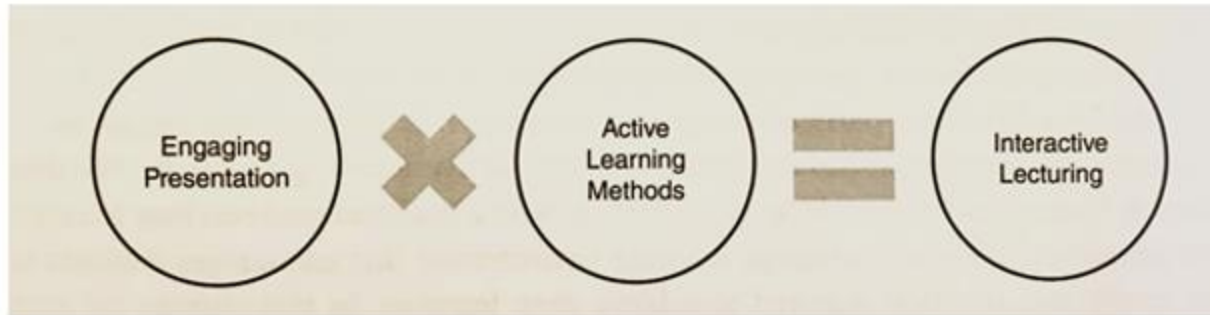 Engaging
Presentation
Active
Learning
Methods
Interactive
Lecturing